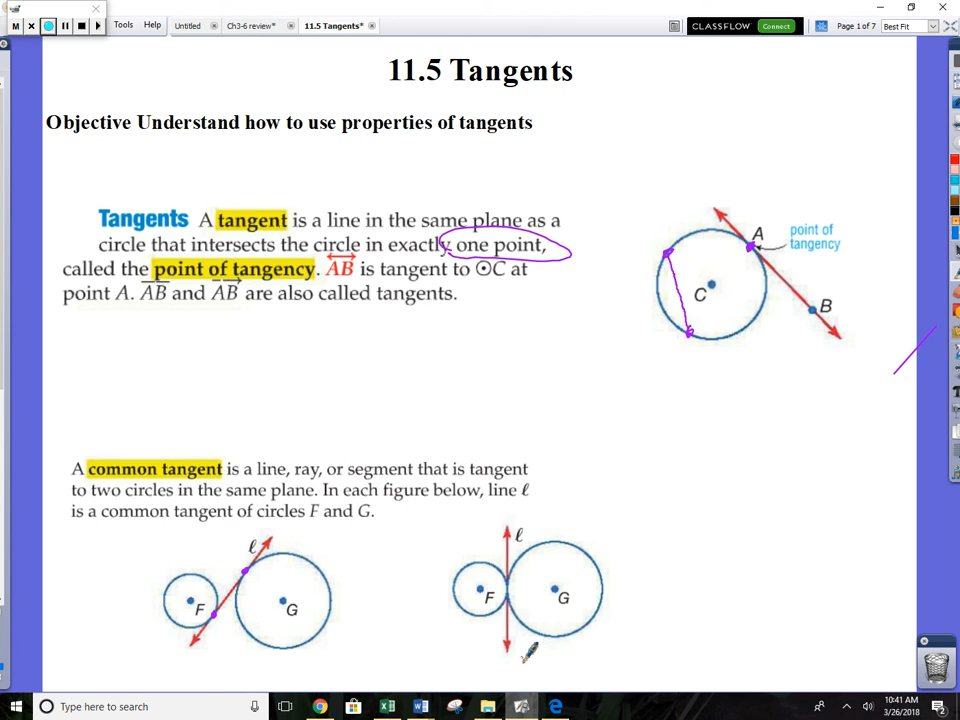 M
Tools Help Untitled Ch3-6 review* 11.5 Tangents*
CLASSFLOW Connect Page 1 of 7 Best Fit
11.5 Tangents
Objective Understand how to use properties of tangents
Tangents A tangent is a line in the same plane as a
circle that intersects the circle in exactly one point,
called the point of tangency. AB is tangent to ⊙C at
point A. AB and AB are also called tangents.
A
point of
tangency
C
B
A common tangent is a line, ray, or segment that is tangent
to two circles in the same plane. In each figure below, line ℓ
is a common tangent of circles F and G.
ℓ
F
G
ℓ
F
G
Type here to search
10:41 AM
3/26/2018
2